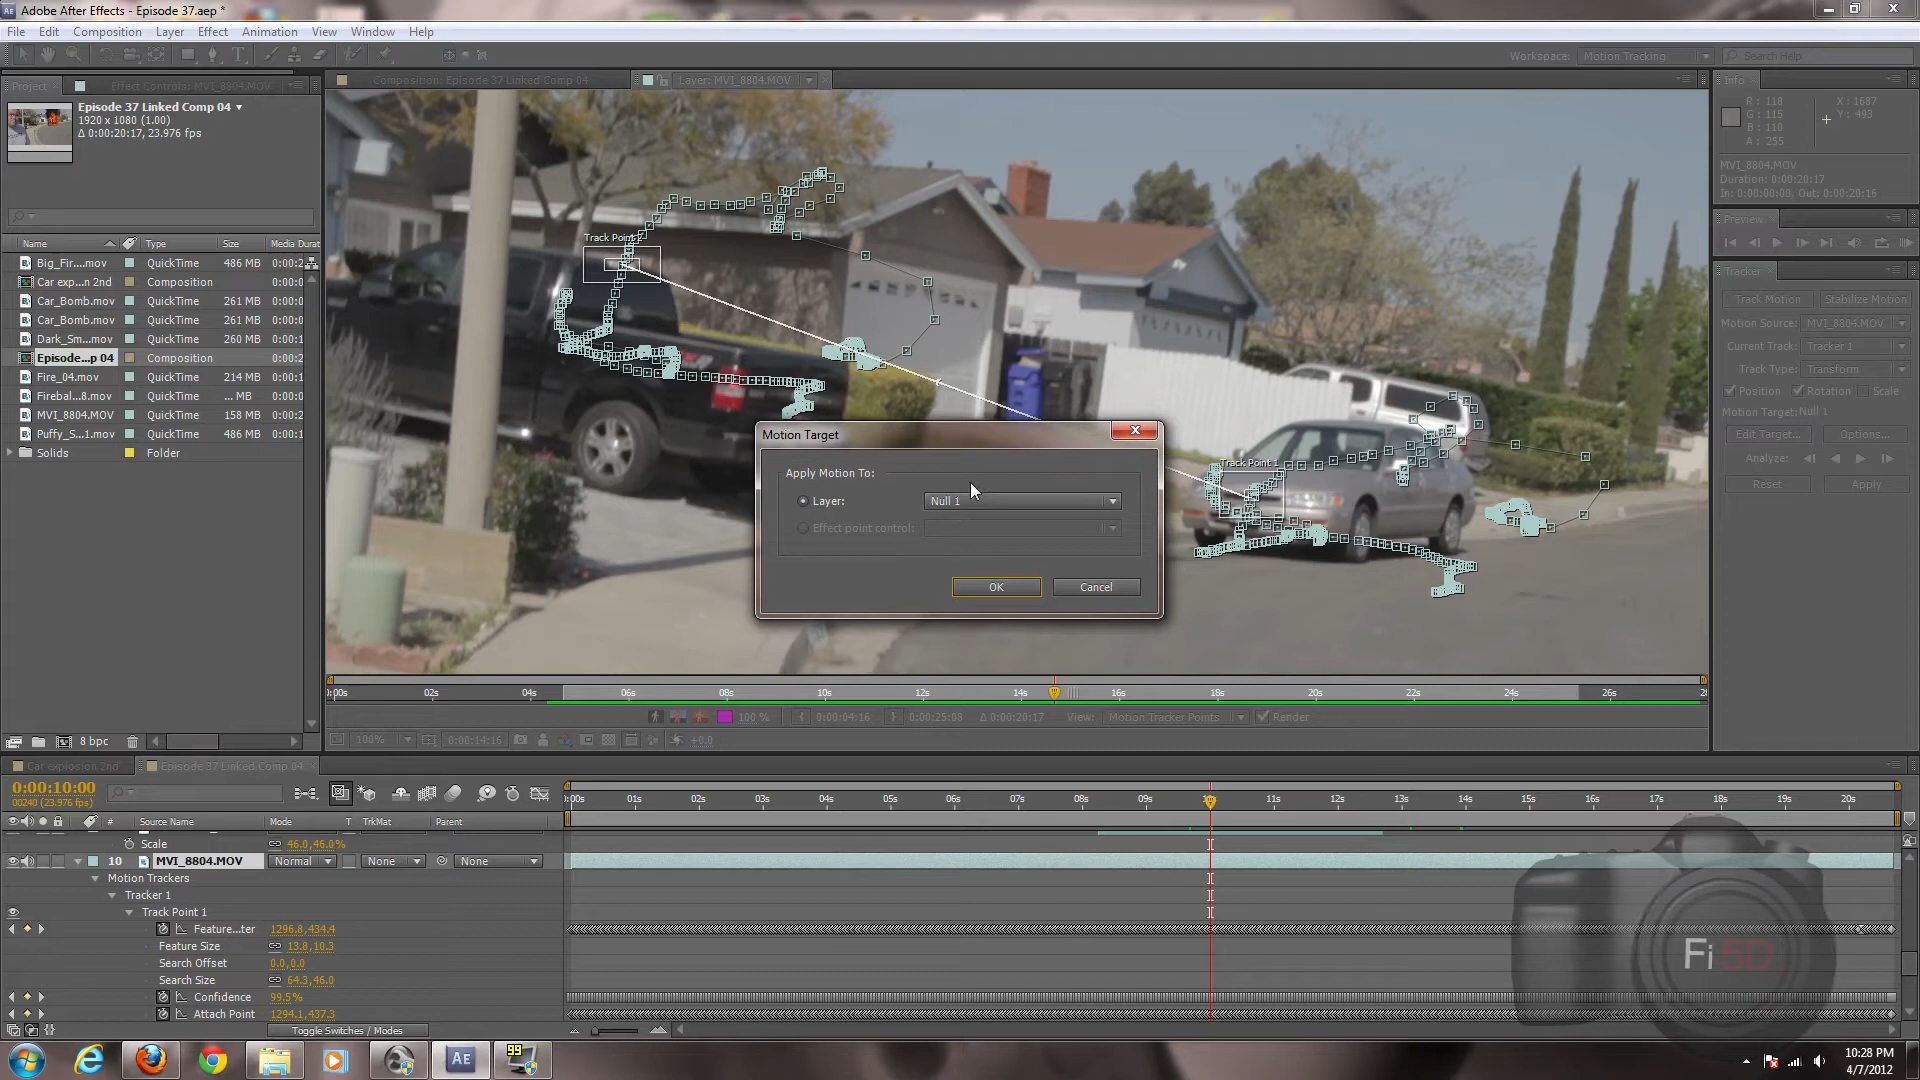 Adobe After Effects - Episode 37.aep *
File Edit Composition Layer Effect Animation View Window Help
Workspace: Motion Tracking Search Help
Project Effect Controls: MVI_8804.MOV
Composition: Episode 37 Linked Comp 04
Layer: MVI_8804.MOV
Episode 37 Linked Comp 04
1920 x 1080 (1.00)
Δ 0:00:20:17, 23.976 fps
Name Type Size Media Durat
Big_Fir....mov QuickTime 486 MB 0:00:2
Car exp...n 2nd Composition 0:00:2
Car_Bomb.mov QuickTime 261 MB 0:00:1
Car_Bomb.mov QuickTime 261 MB 0:00:1
Dark_Sm...mov QuickTime 260 MB 0:00:1
Episode...p 04 Composition 0:00:2
Fire_04.mov QuickTime 214 MB 0:00:1
Firebal...8.mov QuickTime ... MB 0:00:1
MVI_8804.MOV QuickTime 158 MB 0:00:2
Puffy_S...1.mov QuickTime 486 MB 0:00:1
Solids Folder
8 bpc
Track Point 2
Track Point 1
Motion Target
Apply Motion To:
Layer: Null 1
Effect point control:
OK Cancel
0:00s 02s 04s 06s 08s 10s 12s 14s 16s 18s 20s 22s 24s 26s
100 % 0:00:04:16 0:00:25:08 Δ 0:00:20:17 View: Motion Tracker Points Render
100% 0:00:14:16 +0.0
Info
R : 118
G : 115
B : 110
A : 255
X : 1687
Y : 493
MVI_8804.MOV
Duration: 0:00:20:17
In: 0:00:00:00, Out: 0:00:20:16
Preview
Tracker
Track Motion Stabilize Motion
Motion Source: MVI_8804.MOV
Current Track: Tracker 1
Track Type: Transform
Position Rotation Scale
Motion Target: Null 1
Edit Target... Options...
Analyze:
Reset Apply
Car explosion 2nd Episode 37 Linked Comp 04
0:00:10:00
00240 (23.976 fps)
# Source Name Mode T TrkMat Parent
01s 02s 03s 04s 05s 06s 07s 08s 09s 11s 12s 13s 14s 15s 16s 17s 18s 19s 20s
Scale 46.0,46.0%
10 MVI_8804.MOV Normal None None
Motion Trackers
Tracker 1
Track Point 1
Feature...ter 1296.8,434.4
Feature Size 13.8,10.3
Search Offset 0.0,0.0
Search Size 64.3,46.0
Confidence 99.5%
Attach Point 1294.1,437.3
Toggle Switches / Modes
Fi 5D
99
10:28 PM
4/7/2012